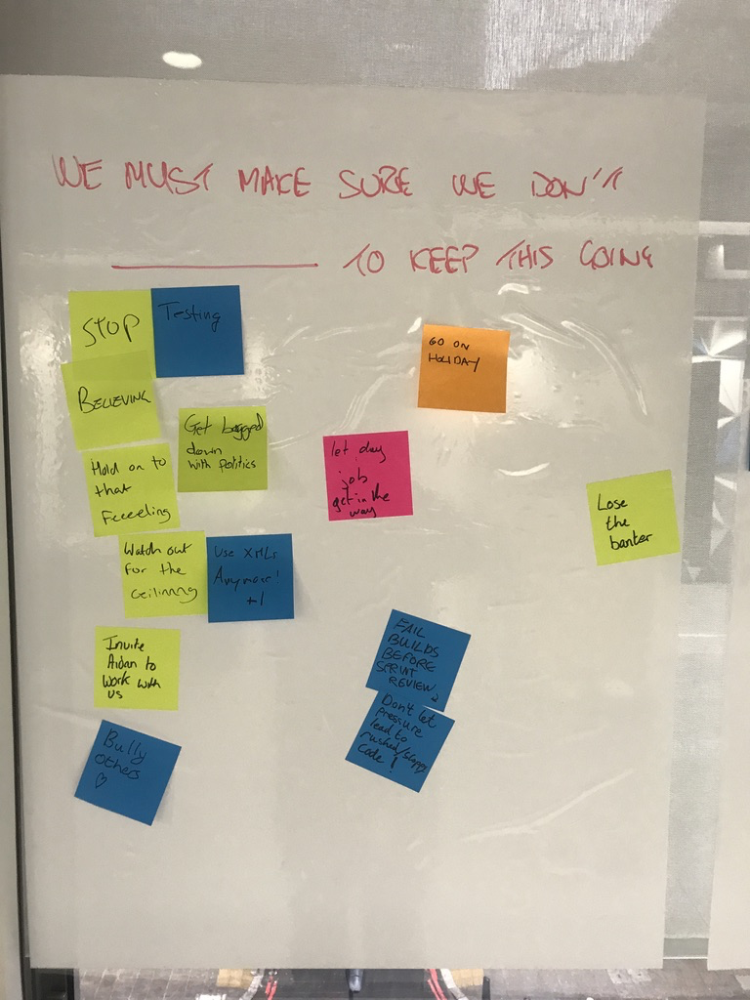 WE MUST MAKE SURE WE DON'T
__________ TO KEEP THIS GOING
STOP
Testing
BELIEVING
GO ON
HOLIDAY
Get bogged
down
with politics
let day
job
get in the
way
Hold on to
that
Feeeeling
Lose
the
banter
Watch out
for the
Use XMLs
Anymore!
+1
FAIL
BUILDS
BEFORE
SPRINT
REVIEW
Invite
Aidan to
work with
us
Don't let
pressure
lead to
rushed/sloppy
code!
Bully
others
♡